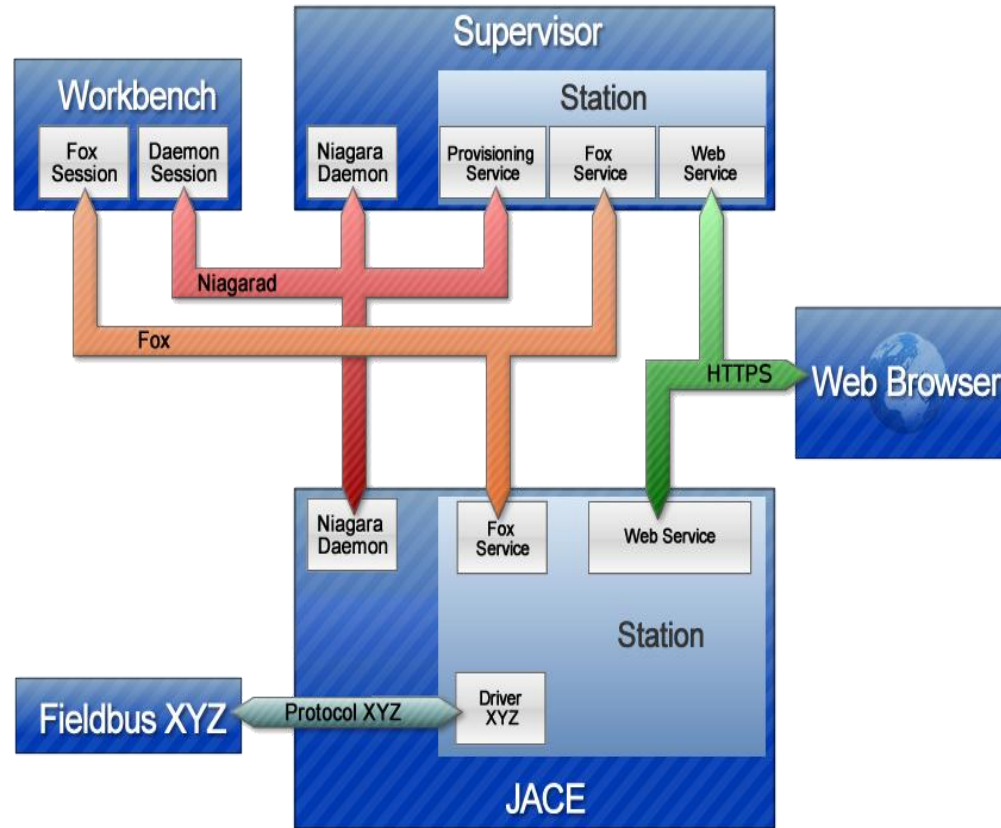 Supervisor
Workbench
Station
Fox
Session
Daemon
Session
Niagara
Daemon
Provisioning
Service
Fox
Service
Web
Service
Niagarad
Fox
HTTPS
Web Browser
Niagara
Daemon
Fox
Service
Web Service
Station
Fieldbus XYZ
Protocol XYZ
Driver
XYZ
JACE